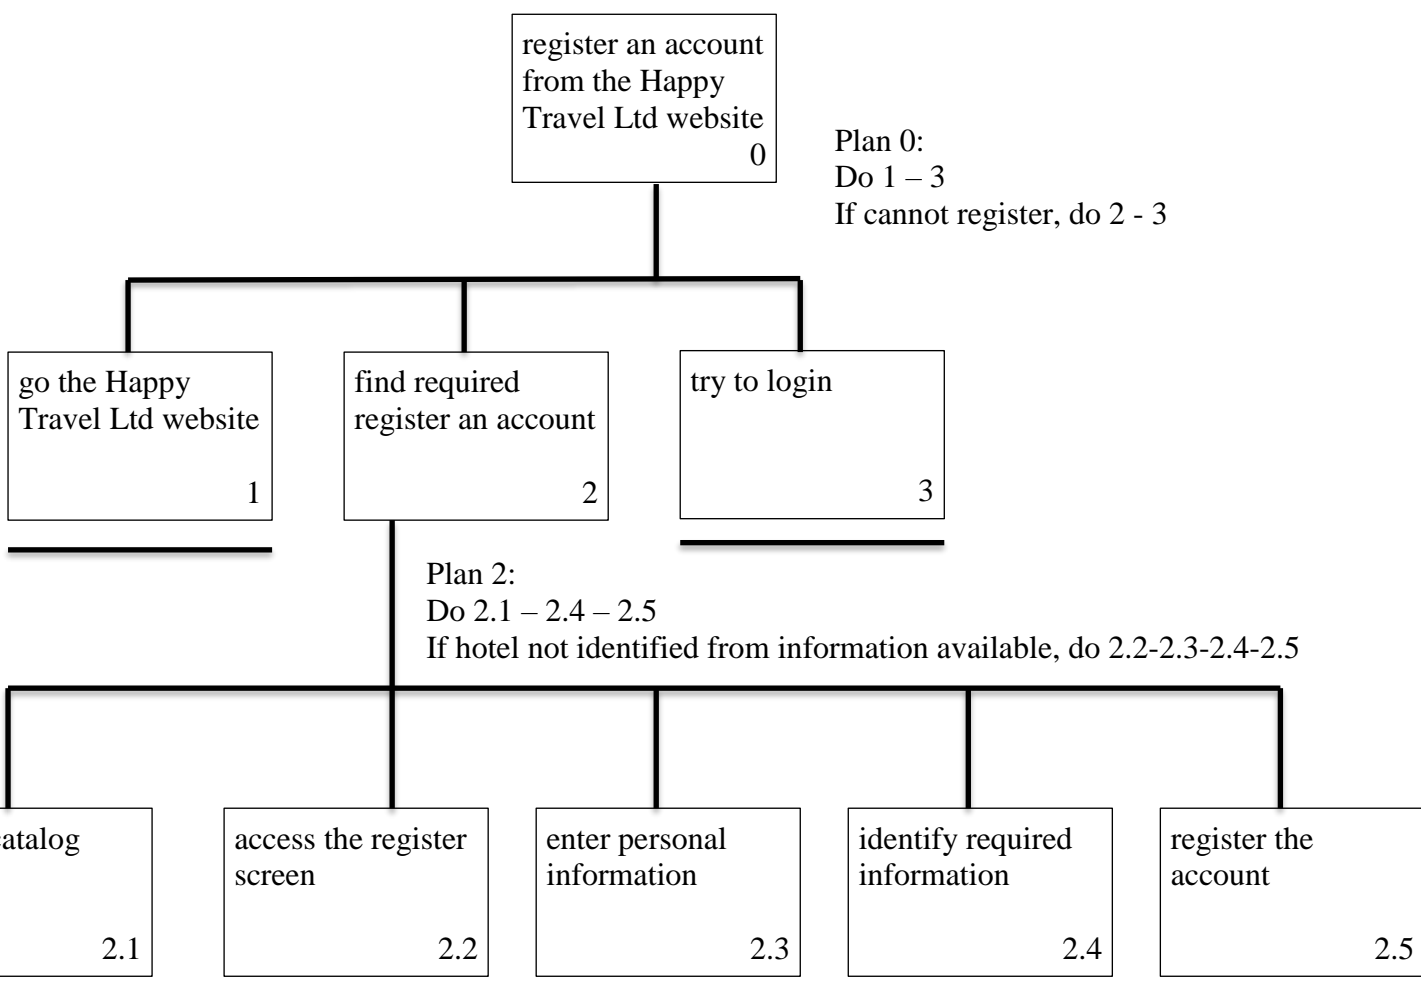 register an account
from the Happy
Travel Ltd website
0
Plan 0:
Do 1 – 3
If cannot register, do 2 - 3
go the Happy
Travel Ltd website
1
find required
register an account
2
try to login
3
Plan 2:
Do 2.1 – 2.4 – 2.5
If hotel not identified from information available, do 2.2-2.3-2.4-2.5
2.1
access the register
screen
2.2
enter personal
information
2.3
identify required
information
2.4
register the
account
2.5